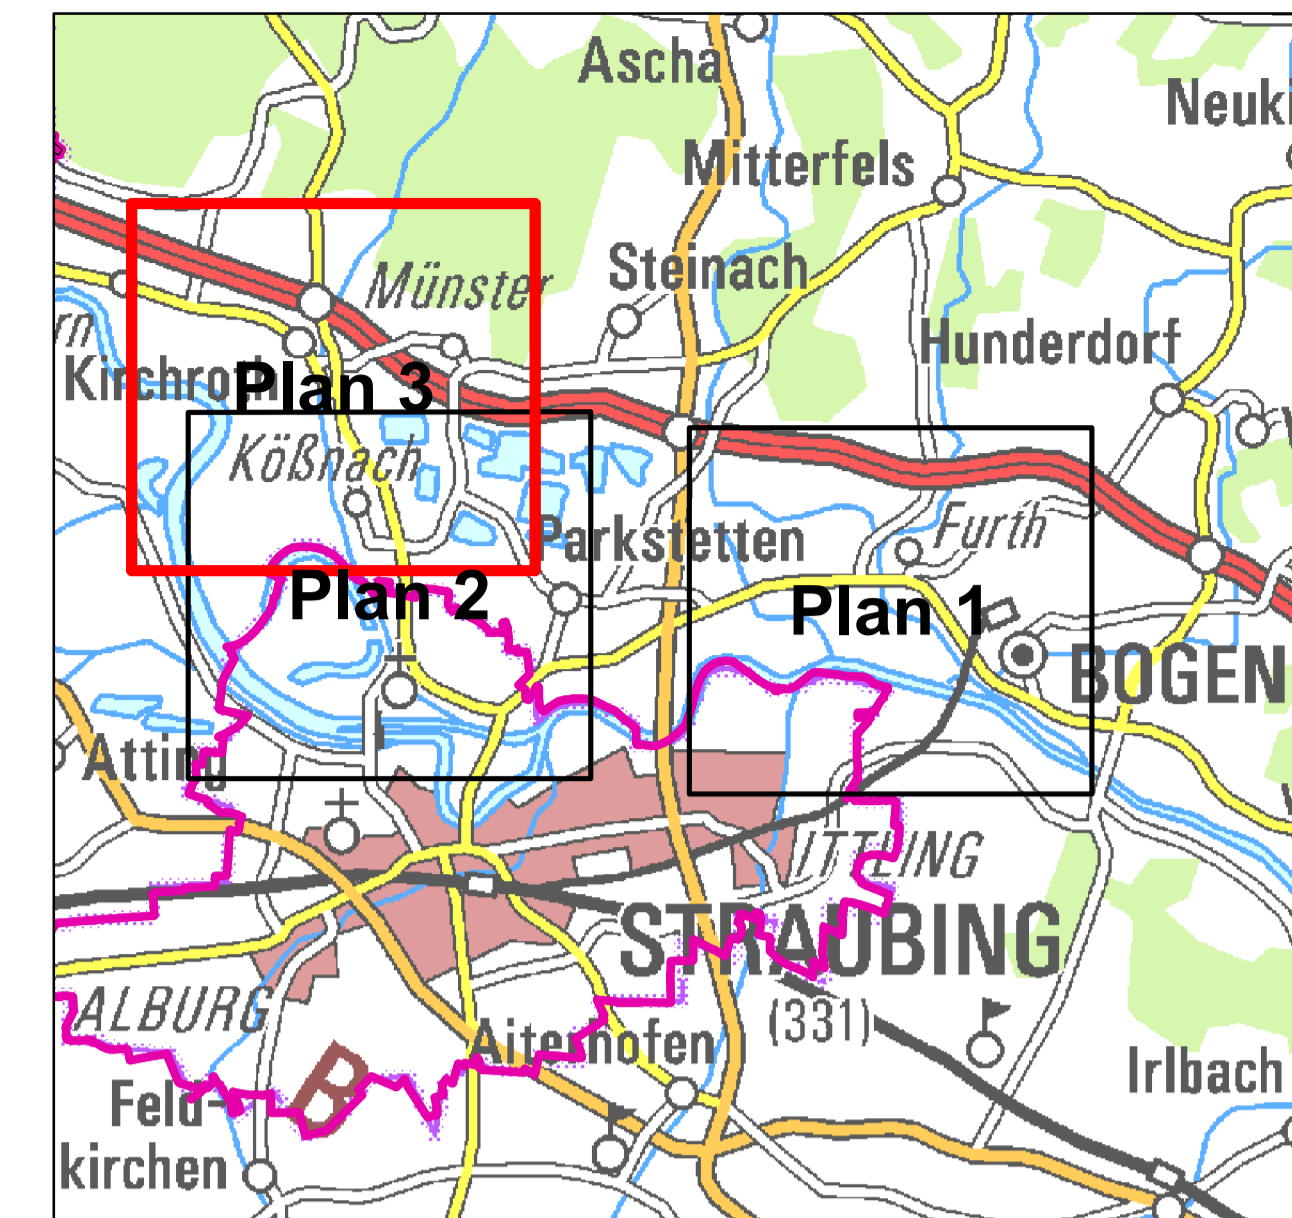 Ascha
Neuki
Mitterfels
Steinach
Münster
rn
Hunderdorf
Kirchroth
Plan 3
Kößnach
Furth
Parkstetten
Plan 2
Plan 1
BOGEN
Atting
ITTLING
STRAUBING
ALBURG
(331)
Aiterhofen
Irlbach
Feld-
kirchen
B